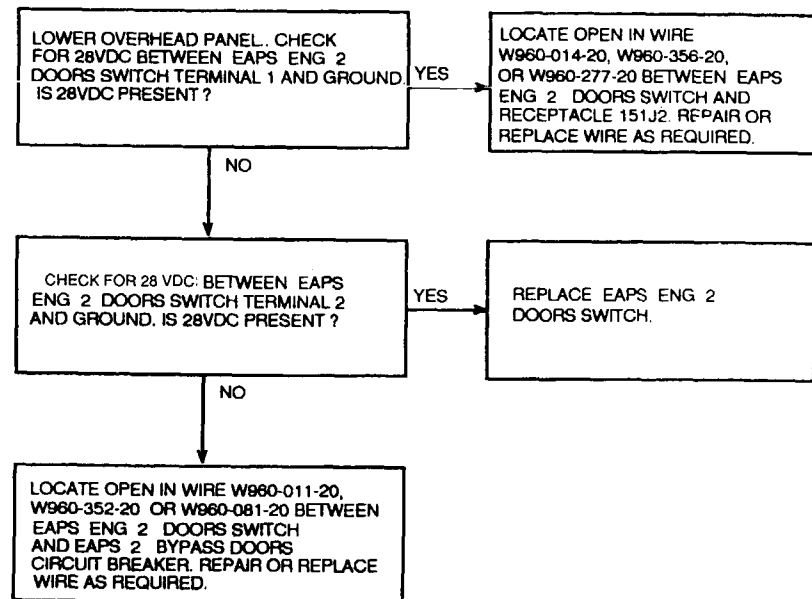 LOWER OVERHEAD PANEL. CHECK
FOR 28VDC BETWEEN EAPS ENG 2
DOORS SWITCH TERMINAL 1 AND GROUND.
IS 28VDC PRESENT ?
YES
LOCATE OPEN IN WIRE
W960-014-20, W960-356-20,
OR W960-277-20 BETWEEN EAPS
ENG 2 DOORS SWITCH AND
RECEPTACLE 151J2. REPAIR OR
REPLACE WIRE AS REQUIRED.
NO
CHECK FOR 28 VDC: BETWEEN EAPS
ENG 2 DOORS SWITCH TERMINAL 2
AND GROUND. IS 28VDC PRESENT ?
YES
REPLACE EAPS ENG 2
DOORS SWITCH.
NO
LOCATE OPEN IN WIRE W960-011-20,
W960-352-20 OR W960-081-20 BETWEEN
EAPS ENG 2 DOORS SWITCH
AND EAPS 2 BYPASS DOORS
CIRCUIT BREAKER. REPAIR OR REPLACE
WIRE AS REQUIRED.